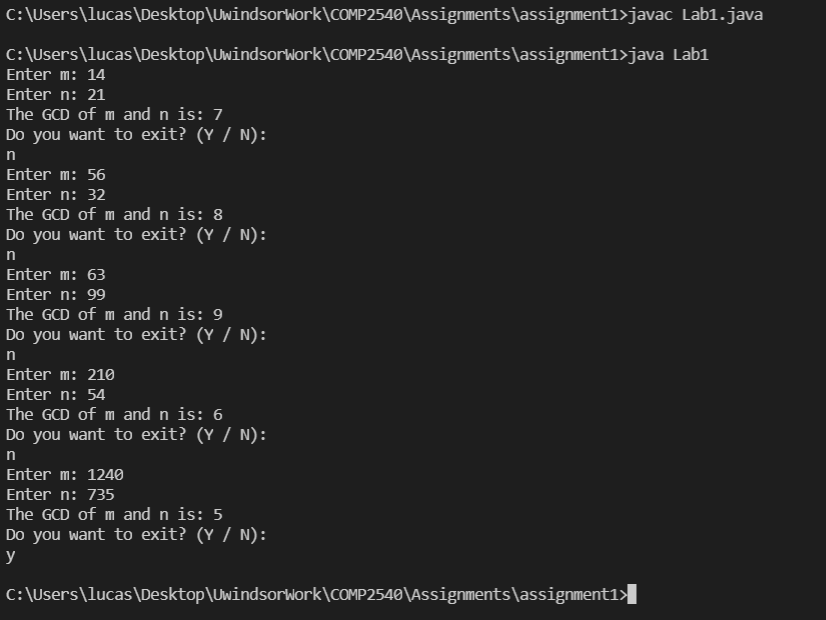 C:\Users\lucas\Desktop\UwindsorWork\COMP2540\Assignments\assignment1>javac Lab1.java
C:\Users\lucas\Desktop\UwindsorWork\COMP2540\Assignments\assignment1>java Lab1
Enter m: 14
Enter n: 21
The GCD of m and n is: 7
Do you want to exit? (Y / N):
n
Enter m: 56
Enter n: 32
The GCD of m and n is: 8
Do you want to exit? (Y / N):
n
Enter m: 63
Enter n: 99
The GCD of m and n is: 9
Do you want to exit? (Y / N):
n
Enter m: 210
Enter n: 54
The GCD of m and n is: 6
Do you want to exit? (Y / N):
n
Enter m: 1240
Enter n: 735
The GCD of m and n is: 5
Do you want to exit? (Y / N):
y
C:\Users\lucas\Desktop\UwindsorWork\COMP2540\Assignments\assignment1>